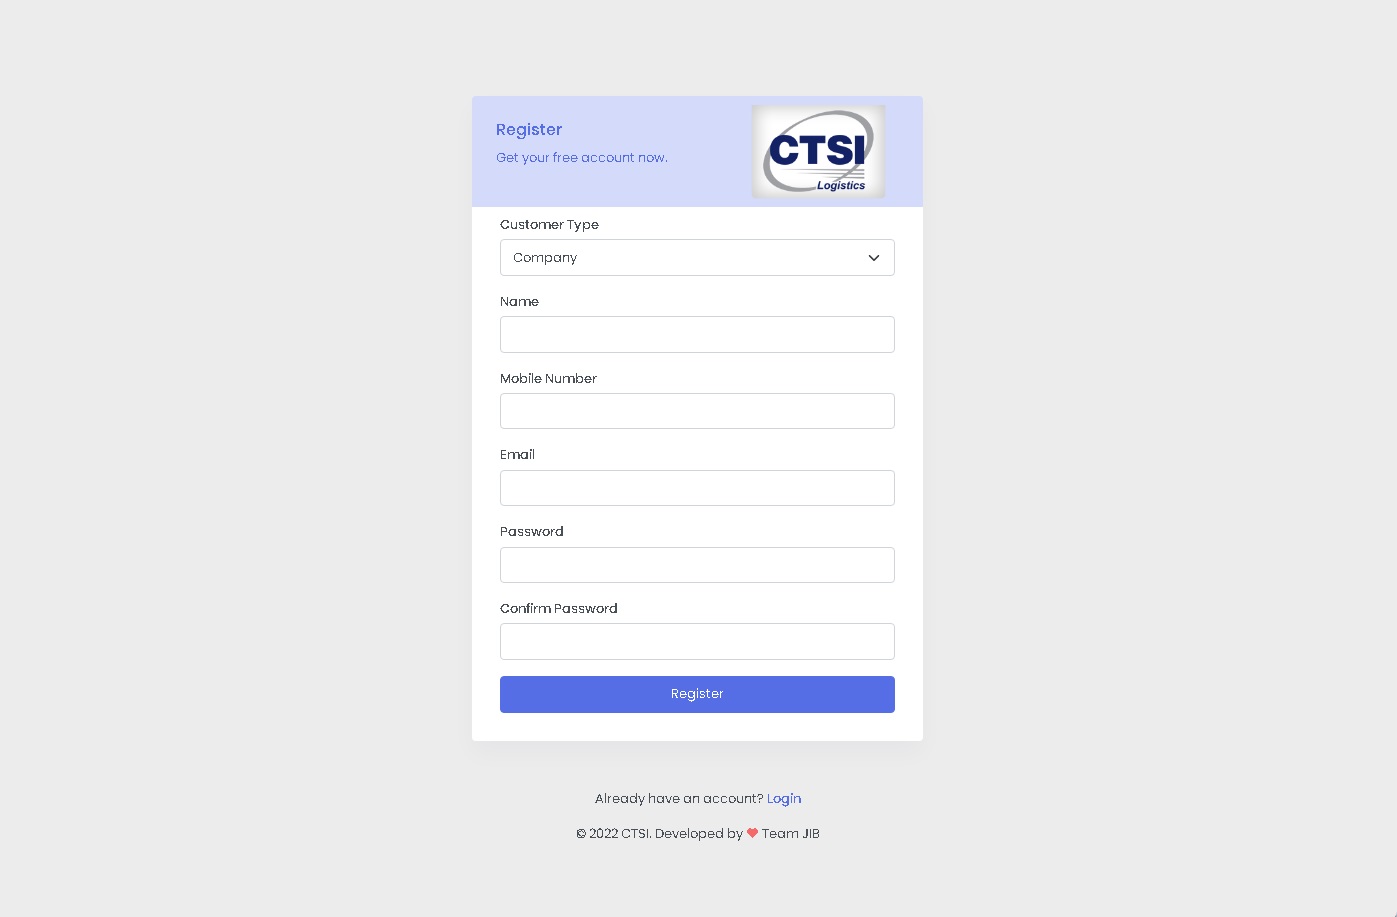 Register
Get your free account now.
CTSI
Logistics
Customer Type
Company
Name
Mobile Number
Email
Password
Confirm Password
Register
Already have an account? Login
© 2022 CTSI. Developed by ❤ Team JIB